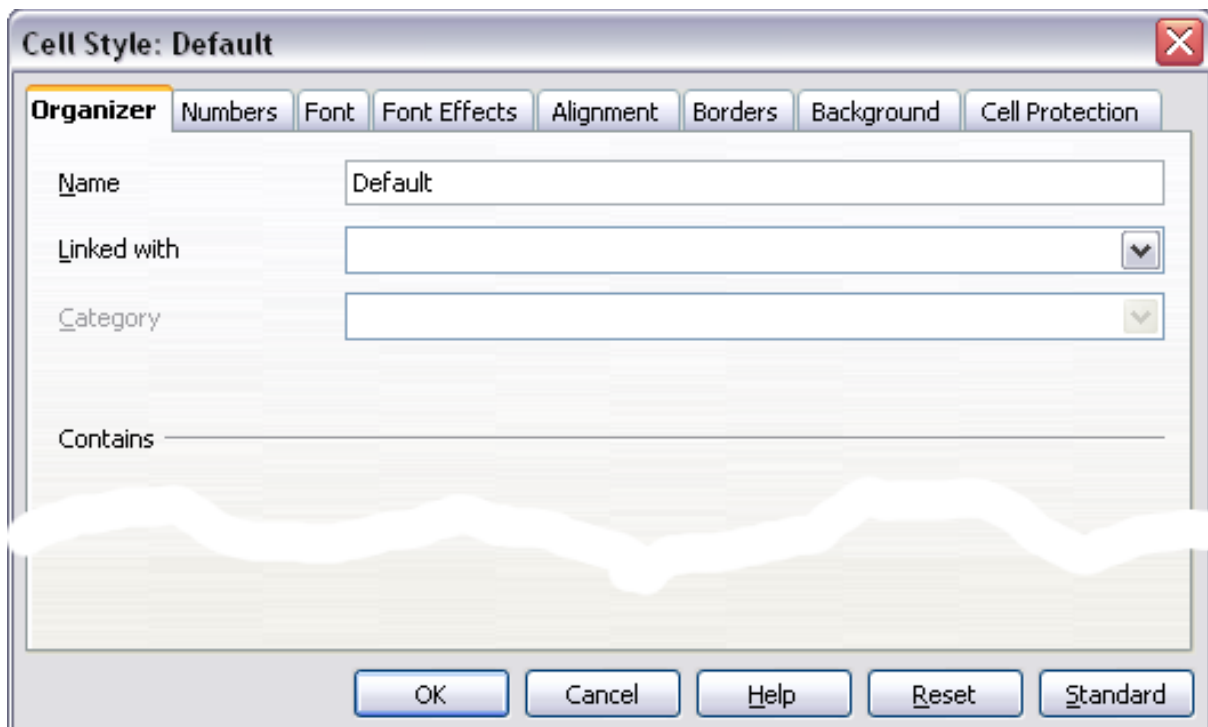 Cell Style: Default
Organizer Numbers Font Font Effects Alignment Borders Background Cell Protection
Name Default
Linked with
Category
Contains
OK Cancel Help Reset Standard